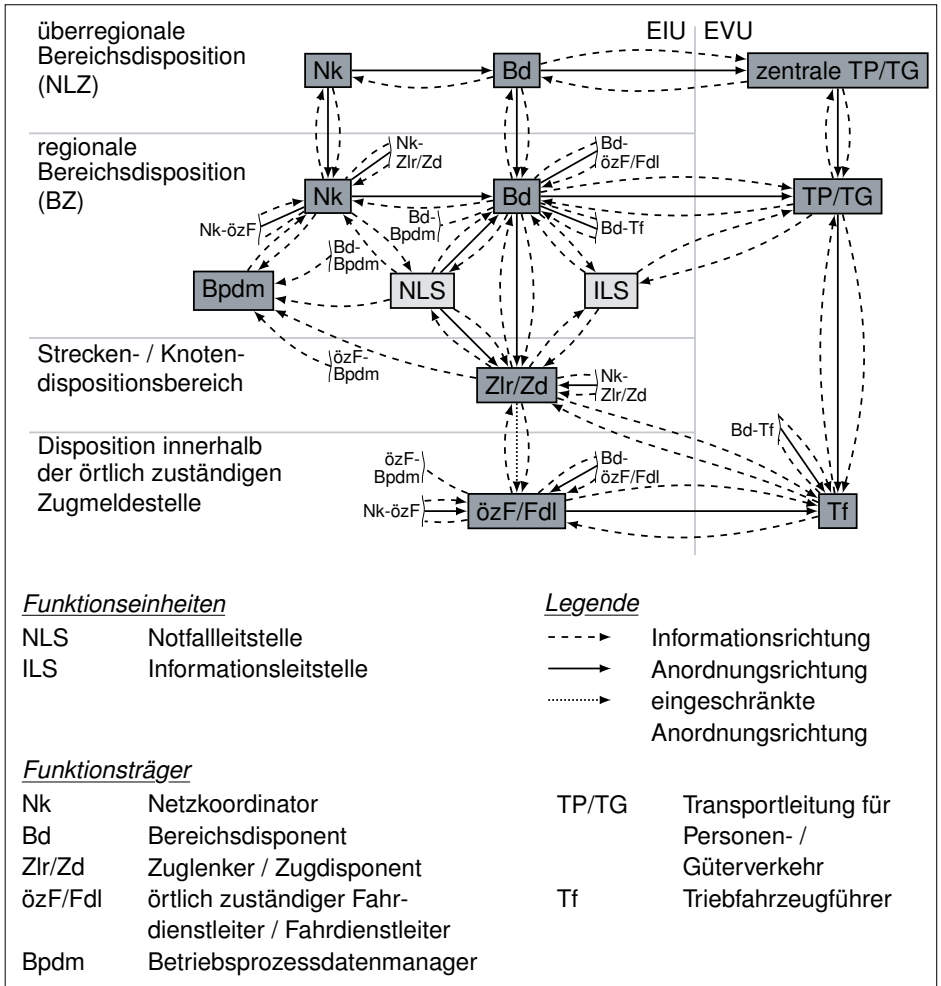 überregionale
Bereichsdisposition
(NLZ)
EIU
EVU
Nk
Bd
zentrale TP/TG
regionale
Bereichsdisposition
(BZ)
Nk-
Zlr/Zd
Bd-
özF/Fdl
Nk
Bd
TP/TG
Nk-özF
Bd-
Bpdm
Bd-Tf
Bd-
Bpdm
Bpdm
NLS
ILS
Strecken- / Knoten-
dispositionsbereich
özF-
Bpdm
Zlr/Zd
Nk-
Zlr/Zd
Disposition innerhalb
der örtlich zuständigen
Zugmeldestelle
özF-
Bpdm
Bd-
özF/Fdl
Bd-Tf
Nk-özF
özF/Fdl
Tf
Funktionseinheiten
NLS Notfallleitstelle
ILS Informationsleitstelle
Legende
Informationsrichtung
Anordnungsrichtung
eingeschränkte
Anordnungsrichtung
Funktionsträger
Nk Netzkoordinator
Bd Bereichsdisponent
Zlr/Zd Zuglenker / Zugdisponent
özF/Fdl örtlich zuständiger Fahr-
dienstleiter / Fahrdienstleiter
Bpdm Betriebsprozessdatenmanager
TP/TG Transportleitung für
Personen- /
Güterverkehr
Tf Triebfahrzeugführer